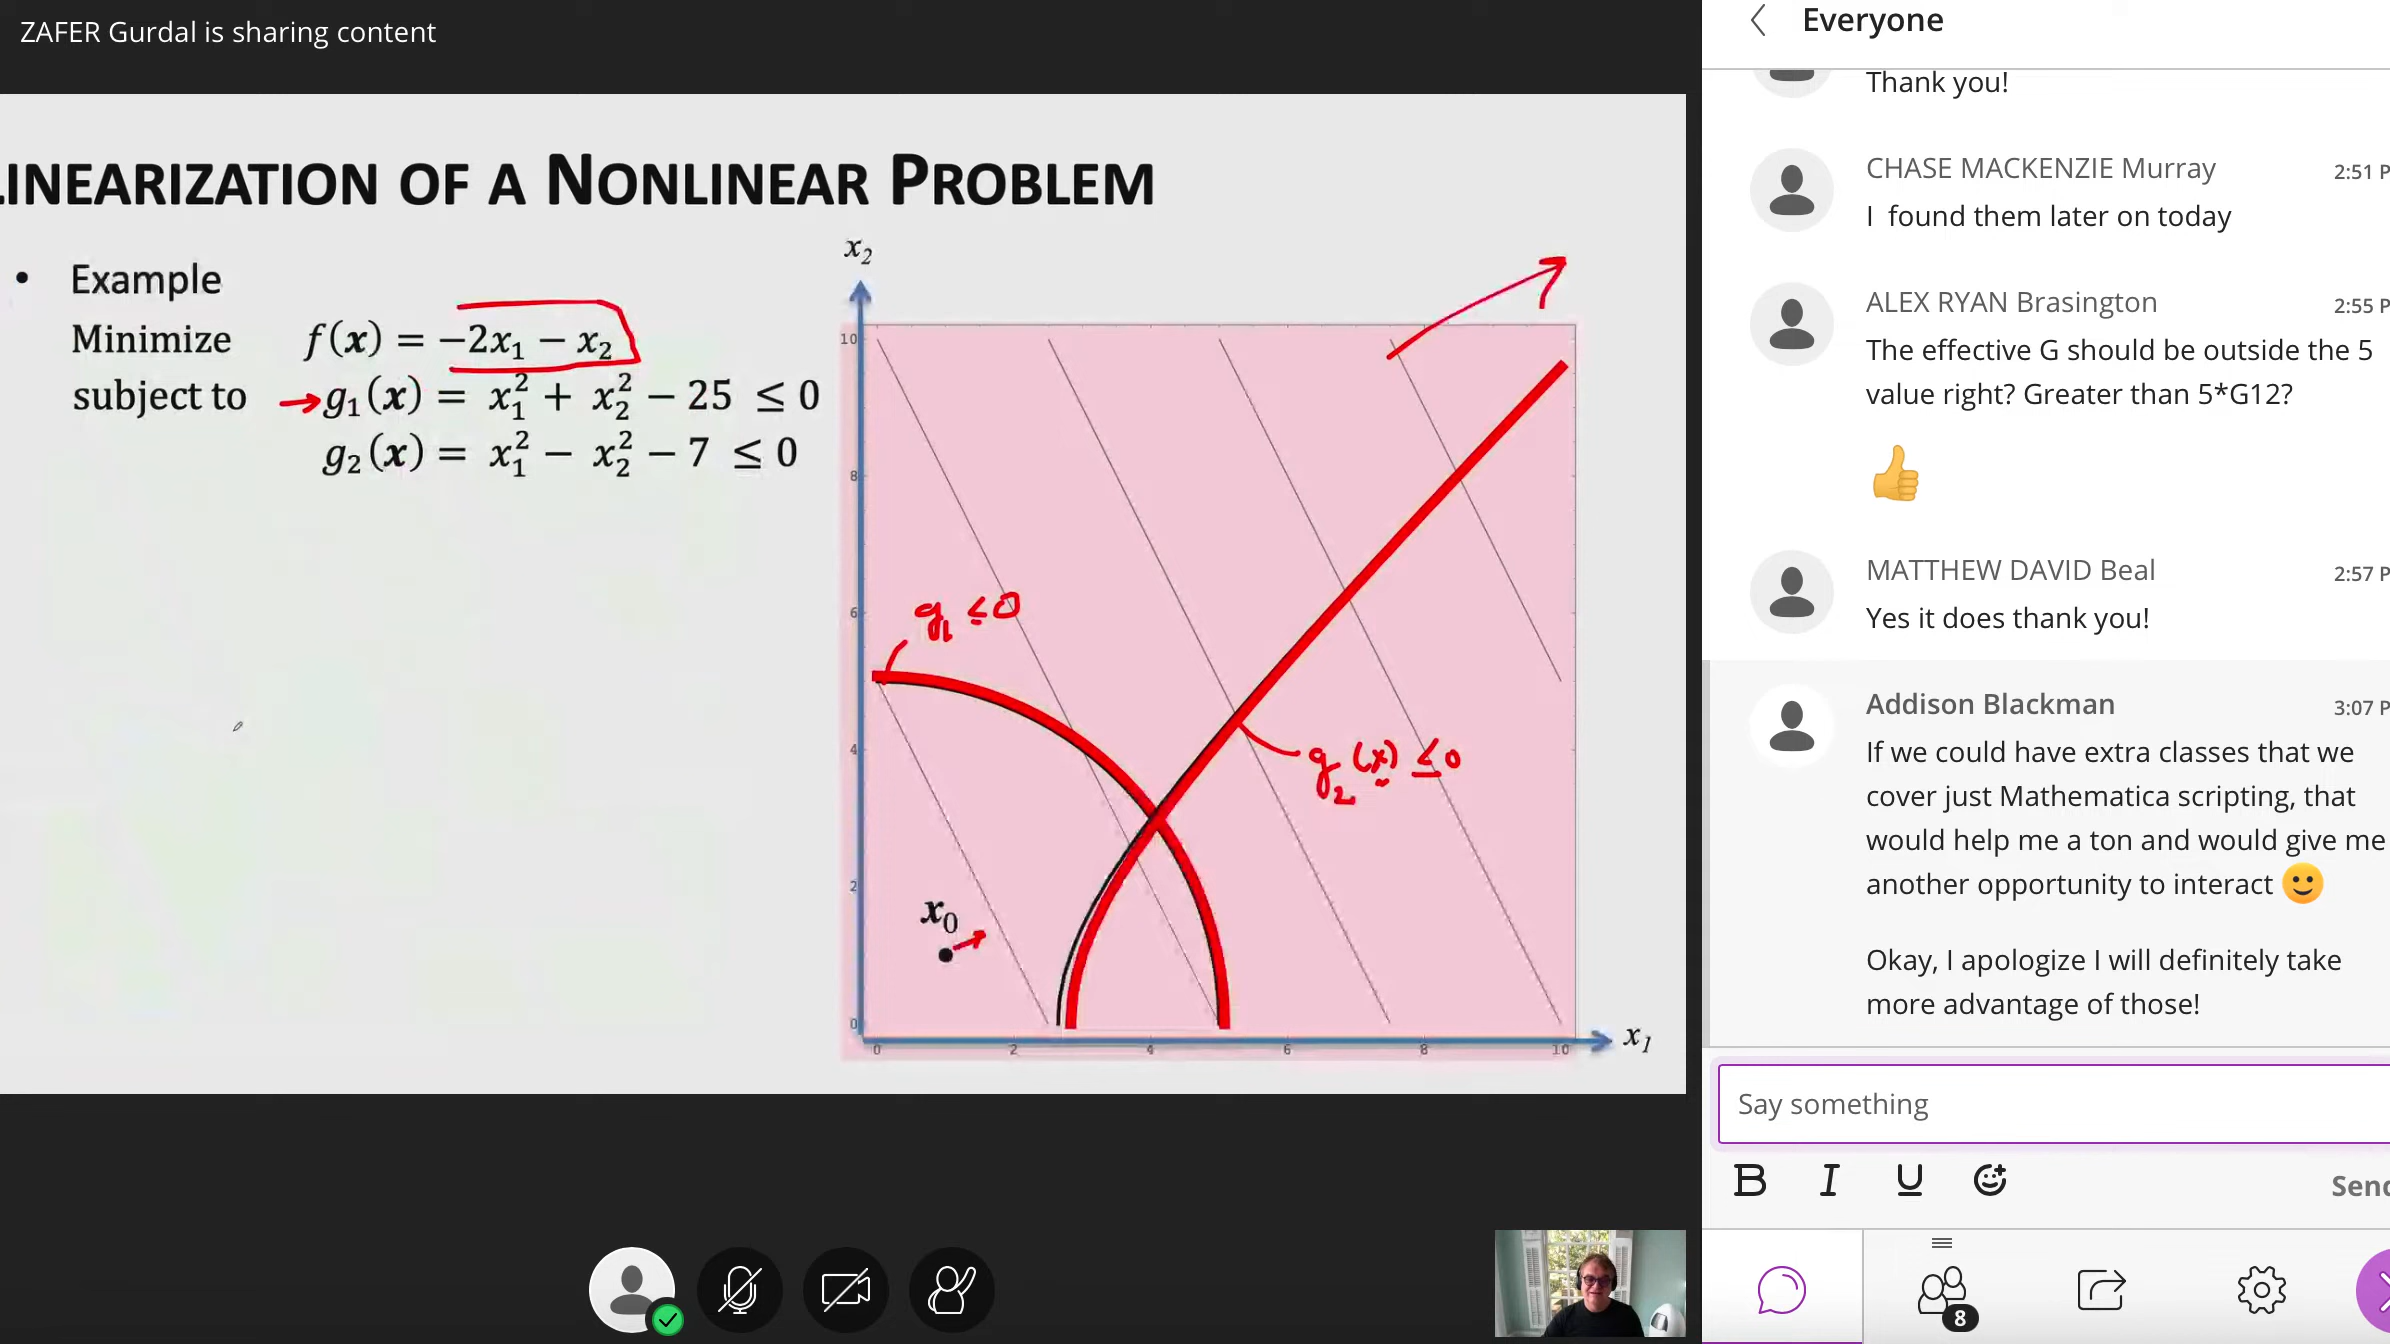 ZAFER Gurdal is sharing content
INEARIZATION OF A NONLINEAR PROBLEM
• Example
Minimize f(x) = −2x₁ − x₂
subject to →g₁(x) = x₁² + x₂² − 25 ≤ 0
g₂(x) = x₁² − x₂² − 7 ≤ 0
x₂
10
8
6
4
2
0
g₁ ≤0
g₂ (x) ≤0
x₀
0 2 4 6 8 10
x₁
Everyone
Thank you!
CHASE MACKENZIE Murray 2:51 P
I found them later on today
ALEX RYAN Brasington 2:55 P
The effective G should be outside the 5
value right? Greater than 5*G12?
👍
MATTHEW DAVID Beal 2:57 P
Yes it does thank you!
Addison Blackman 3:07 P
If we could have extra classes that we
cover just Mathematica scripting, that
would help me a ton and would give me
another opportunity to interact 🙂
Okay, I apologize I will definitely take
more advantage of those!
Say something
B I U Send
8